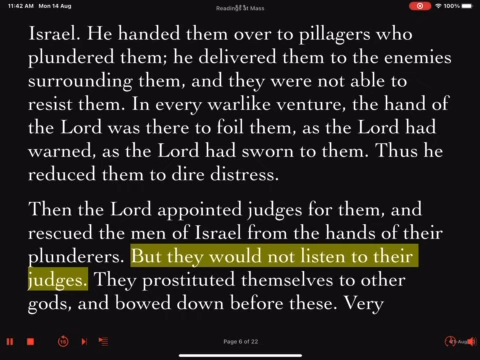 11:42 AM Mon 14 Aug
100%
Israel. He handed them over to pillagers who
plundered them; he delivered them to the enemies
surrounding them, and they were not able to
resist them. In every warlike venture, the hand of
the Lord was there to foil them, as the Lord had
warned, as the Lord had sworn to them. Thus he
reduced them to dire distress.
Then the Lord appointed judges for them, and
rescued the men of Israel from the hands of their
plunderers. But they would not listen to their
judges. They prostituted themselves to other
gods, and bowed down before these. Very
Page 6 of 22